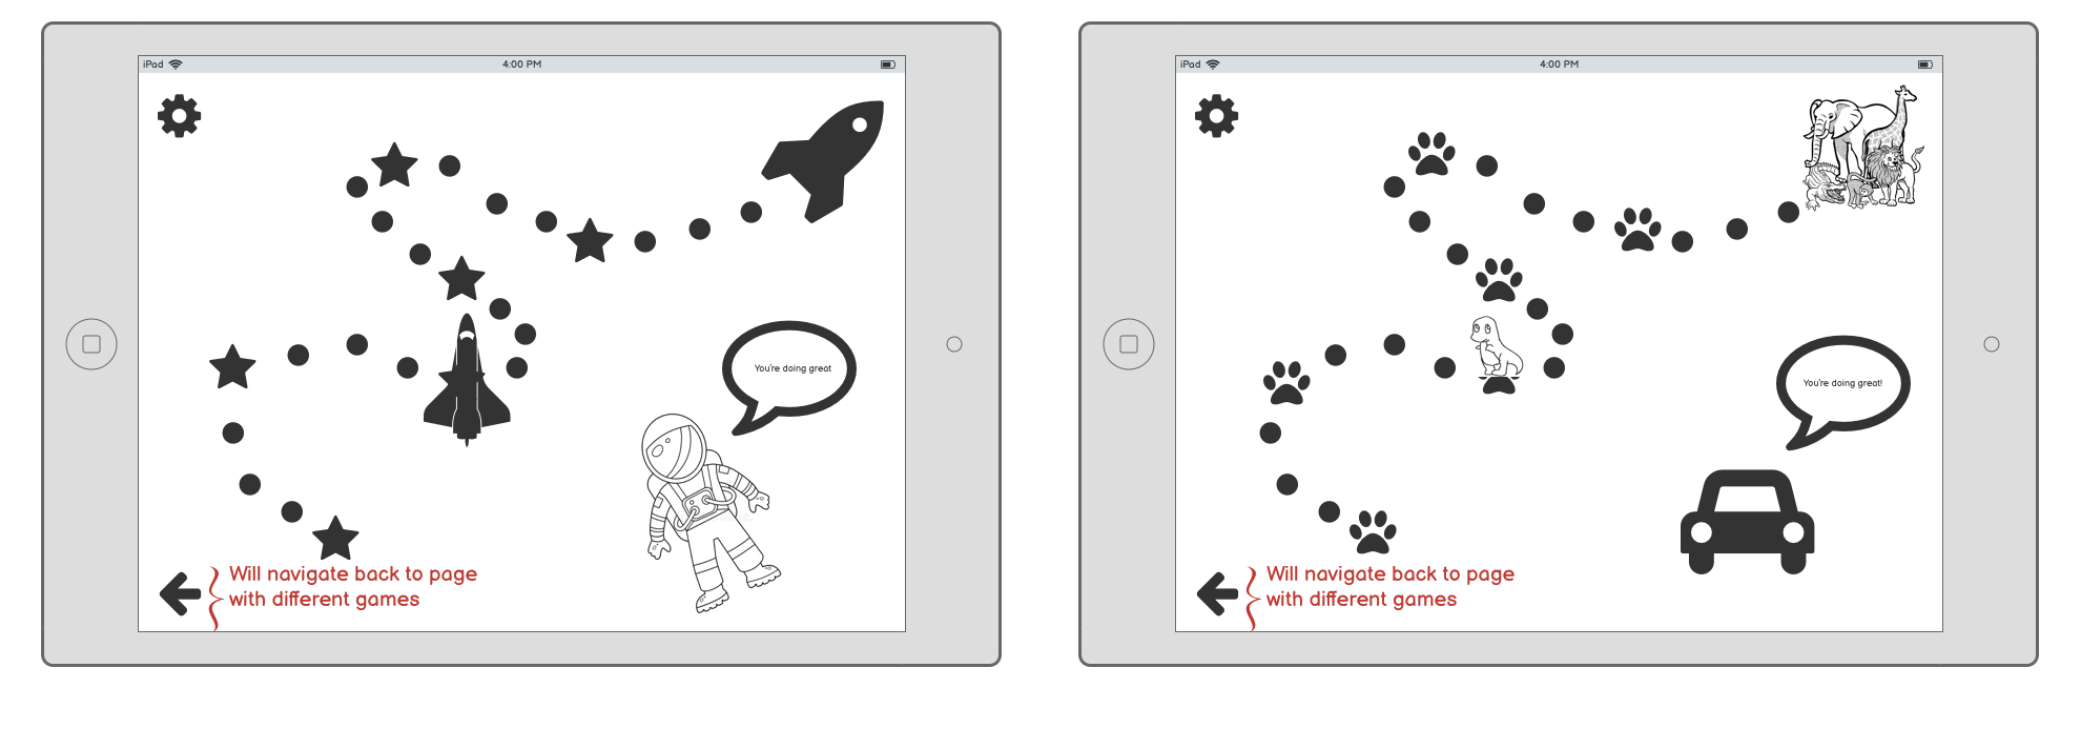 iPad
4:00 PM
You're doing great
Will navigate back to page
with different games
iPad
4:00 PM
You're doing great!
Will navigate back to page
with different games